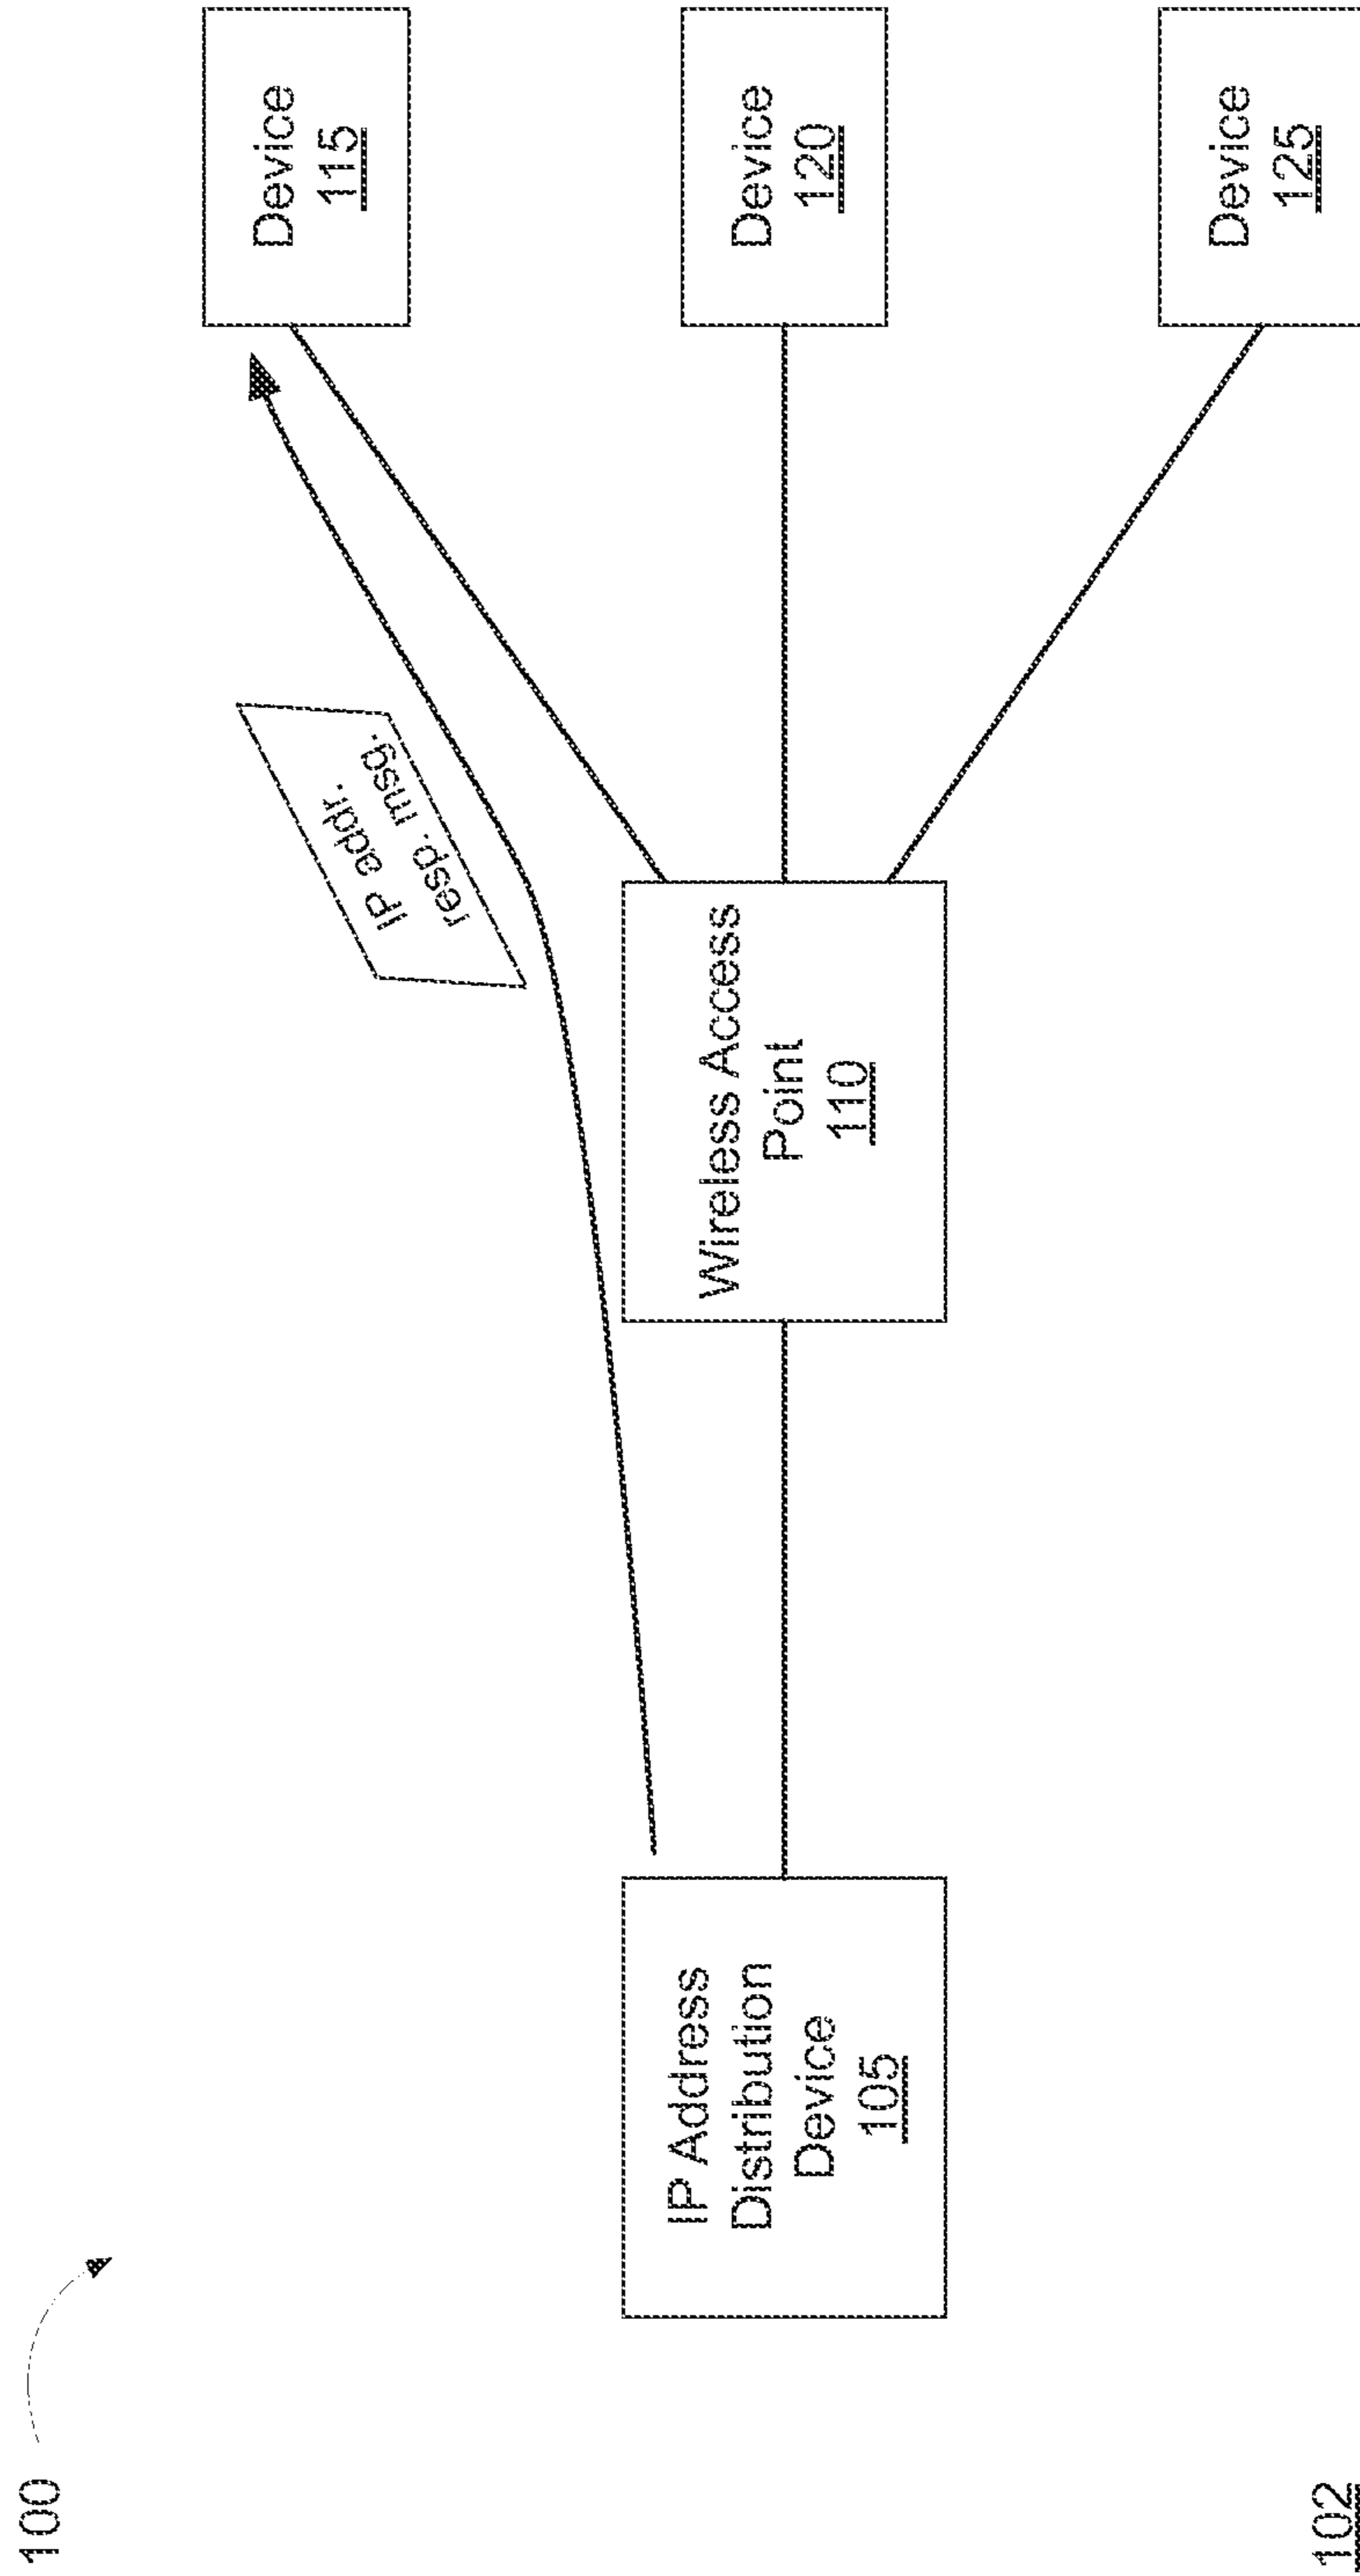 100
IP Address
Distribution
Device
105
Wireless Access
Point
110
IP addr.
resp. msg.
Device
115
Device
120
Device
125
102